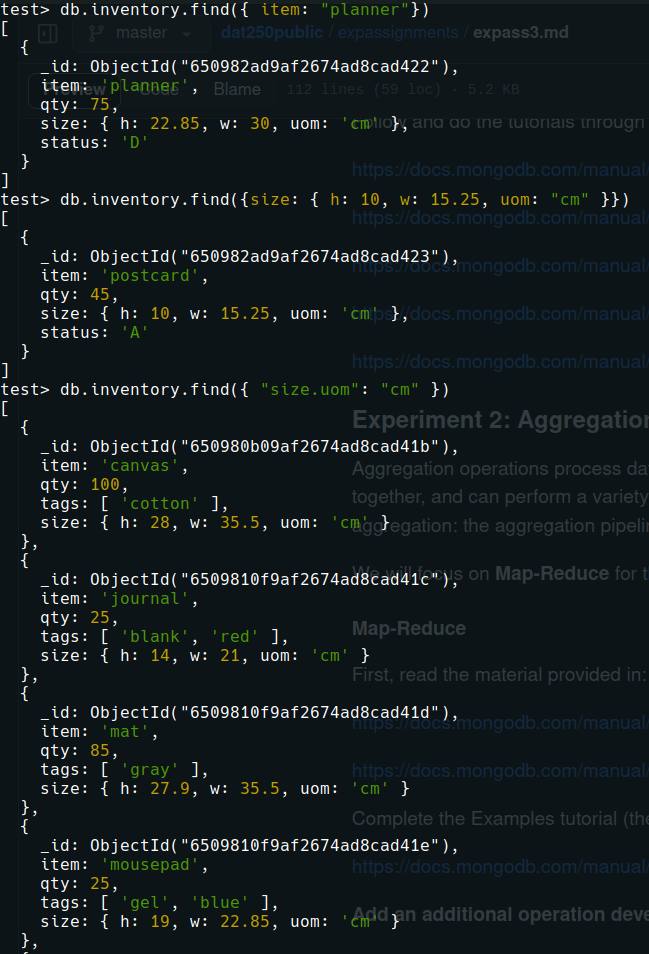 test> db.inventory.find({ item: "planner"})
[
master
dat250public / expassignments / expass3.md
{
_id: ObjectId("650982ad9af2674ad8cad422"),
item: 'planner',
Preview Code Blame 112 lines (59 loc) · 5.2 KB
qty: 75,
size: { h: 22.85, w: 30, uom: 'cm' },
and do the tutorials through
status: 'D'
}
https://docs.mongodb.com/manual/
]
test> db.inventory.find({size: { h: 10, w: 15.25, uom: "cm" }})
[
https://docs.mongodb.com/manual/
{
_id: ObjectId("650982ad9af2674ad8cad423"),
https://docs.mongodb.com/manual/
item: 'postcard',
qty: 45,
size: { h: 10, w: 15.25, uom: 'cm' },
https://docs.mongodb.com/manual/
status: 'A'
}
https://docs.mongodb.com/manual/
]
test> db.inventory.find({ "size.uom": "cm" })
[
Experiment 2: Aggregation
{
_id: ObjectId("650980b09af2674ad8cad41b"),
item: 'canvas',
Aggregation operations process da
qty: 100,
together, and can perform a variety
tags: [ 'cotton' ],
size: { h: 28, w: 35.5, uom: 'cm' }
aggregation: the aggregation pipeli
},
{
We will focus on Map-Reduce for t
_id: ObjectId("6509810f9af2674ad8cad41c"),
item: 'journal',
qty: 25,
Map-Reduce
tags: [ 'blank', 'red' ],
size: { h: 14, w: 21, uom: 'cm' }
},
First, read the material provided in:
{
_id: ObjectId("6509810f9af2674ad8cad41d"),
https://docs.mongodb.com/manual/
item: 'mat',
qty: 85,
tags: [ 'gray' ],
https://docs.mongodb.com/manual/
size: { h: 27.9, w: 35.5, uom: 'cm' }
},
Complete the Examples tutorial (the
{
_id: ObjectId("6509810f9af2674ad8cad41e"),
item: 'mousepad',
https://docs.mongodb.com/manual/
qty: 25,
tags: [ 'gel', 'blue' ],
size: { h: 19, w: 22.85, uom: 'cm' }
Add an additional operation deve
},